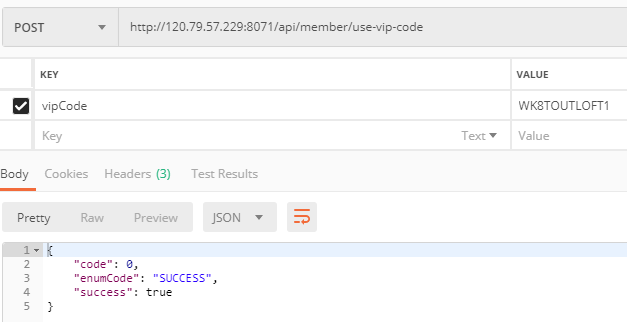 POST http://120.79.57.229:8071/api/member/use-vip-code
KEY VALUE
vipCode WK8TOUTLOFT1
Key Text Value
Body Cookies Headers (3) Test Results
Pretty Raw Preview JSON
1 {
2 "code": 0,
3 "enumCode": "SUCCESS",
4 "success": true
5 }